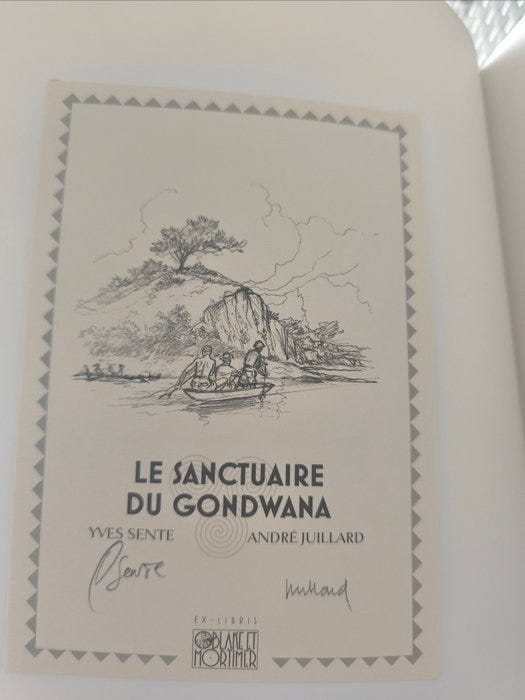 LE SANCTUAIRE
DU GONDWANA
YVES SENTE ANDRÉ JUILLARD
Sente Juillard
EX-LIBRIS
BLAKE ET
MORTIMER